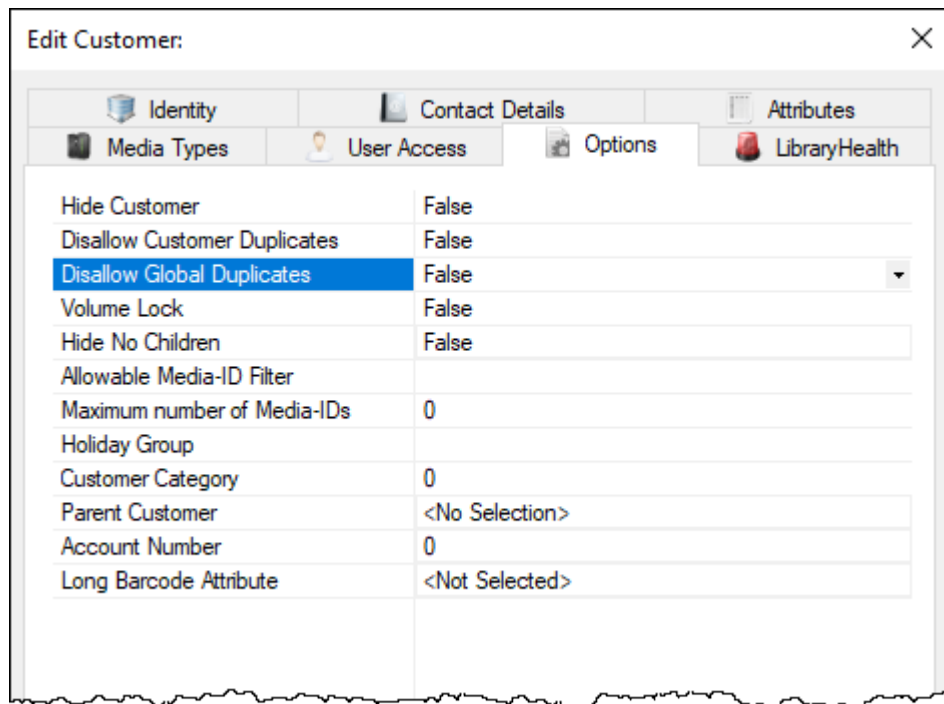 Edit Customer:
Identity Contact Details Attributes
Media Types User Access Options LibraryHealth
Hide Customer False
Disallow Customer Duplicates False
Disallow Global Duplicates False
Volume Lock False
Hide No Children False
Allowable Media-ID Filter
Maximum number of Media-IDs 0
Holiday Group
Customer Category 0
Parent Customer <No Selection>
Account Number 0
Long Barcode Attribute <Not Selected>